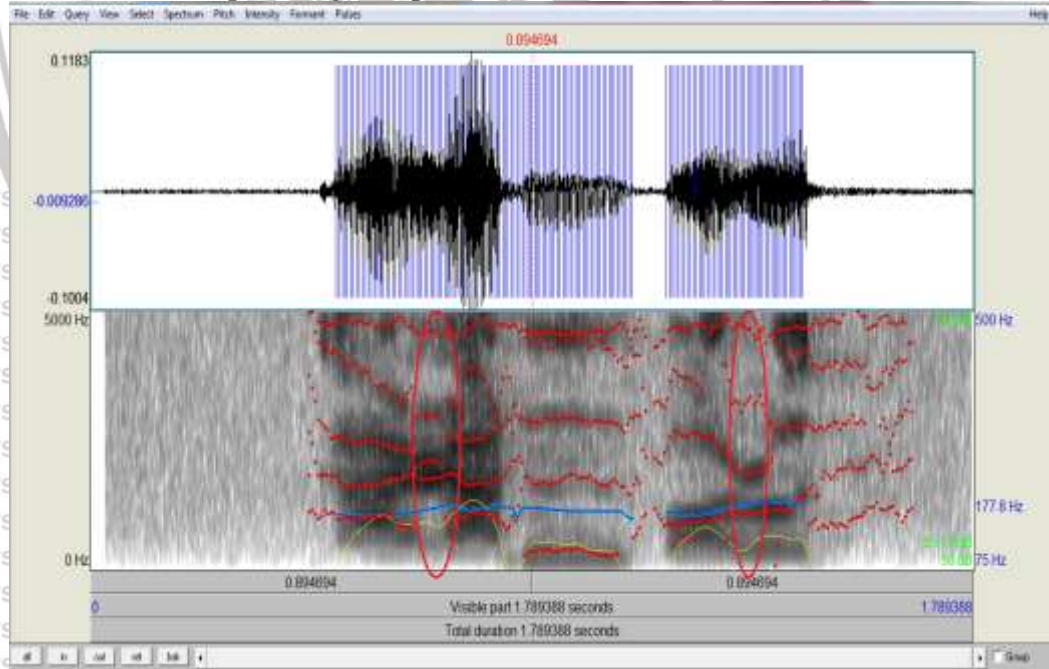 File Edit Query View Select Spectrum Pitch Intensity Formant Pulses Help
0.894694
0.1183
-0.009286
-0.1004
5000 Hz
500 Hz
177.8 Hz
0 Hz
75 Hz
0.894694 0.894694
0 Visible part 1.789388 seconds 1.789388
Total duration 1.789388 seconds
all in out sel bak Group